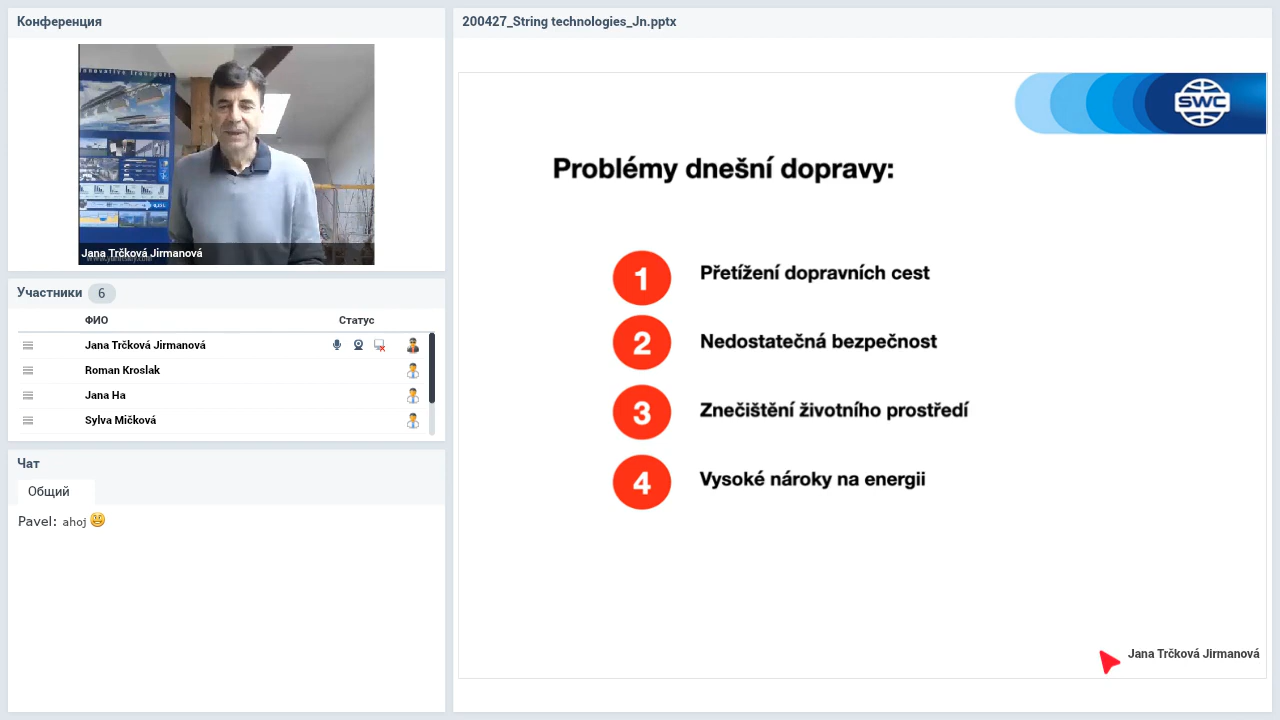 Конференция
Innovative Transport
Jana Trčková Jirmanová
Участники 6
ФИО Статус
Jana Trčková Jirmanová
Roman Kroslak
Jana Ha
Sylva Mičková
Чат
Общий
Pavel: ahoj
200427_String technologies_Jn.pptx
SWC
Problémy dnešní dopravy:
1 Přetížení dopravních cest
2 Nedostatečná bezpečnost
3 Znečištění životního prostředí
4 Vysoké nároky na energii
Jana Trčková Jirmanová